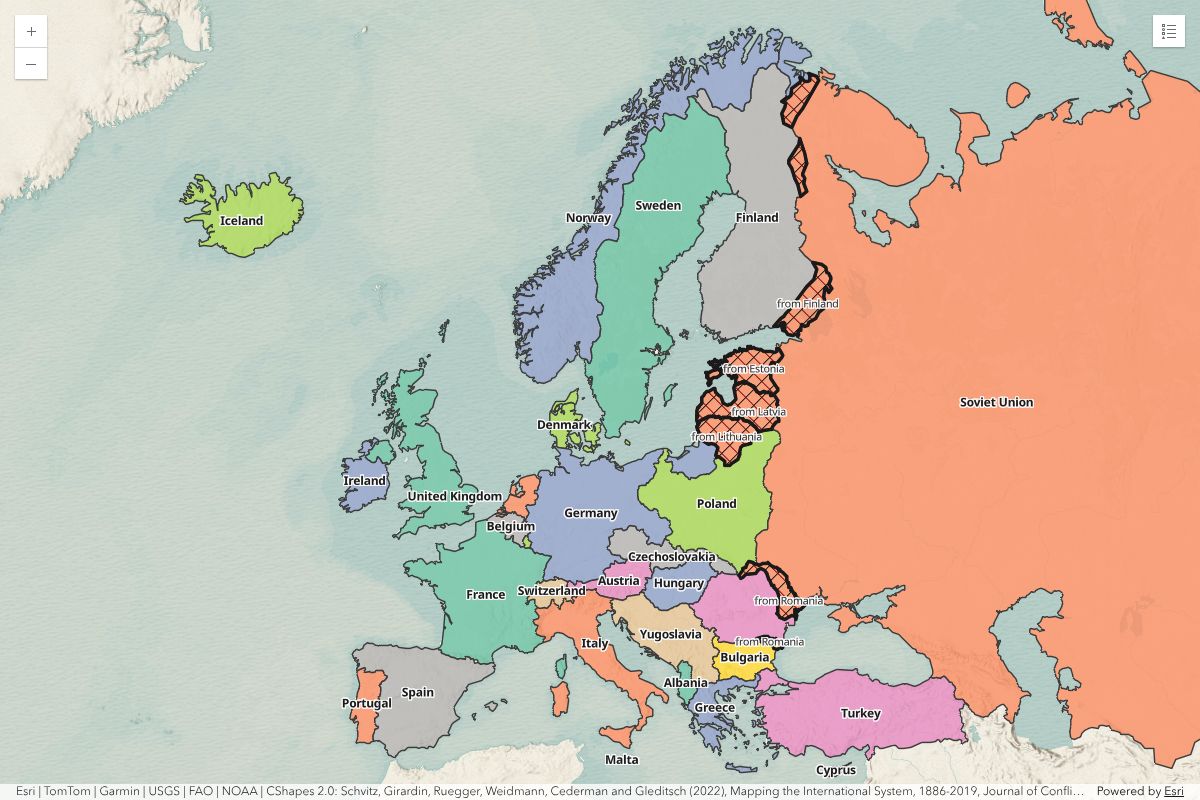 +
−
Iceland
Sweden
Norway
Finland
from Finland
from Estonia
Soviet Union
from Latvia
Denmark
from Lithuania
Ireland
United Kingdom
Poland
Germany
Belgium
Czechoslovakia
Austria
Hungary
Switzerland
France
from Romania
Yugoslavia
Italy
from Romania
Bulgaria
Albania
Spain
Portugal
Greece
Turkey
Malta
Cyprus
Esri | TomTom | Garmin | USGS | FAO | NOAA | CShapes 2.0: Schvitz, Girardin, Ruegger, Weidmann, Cederman and Gleditsch (2022), Mapping the International System, 1886-2019, Journal of Confli... Powered by Esri